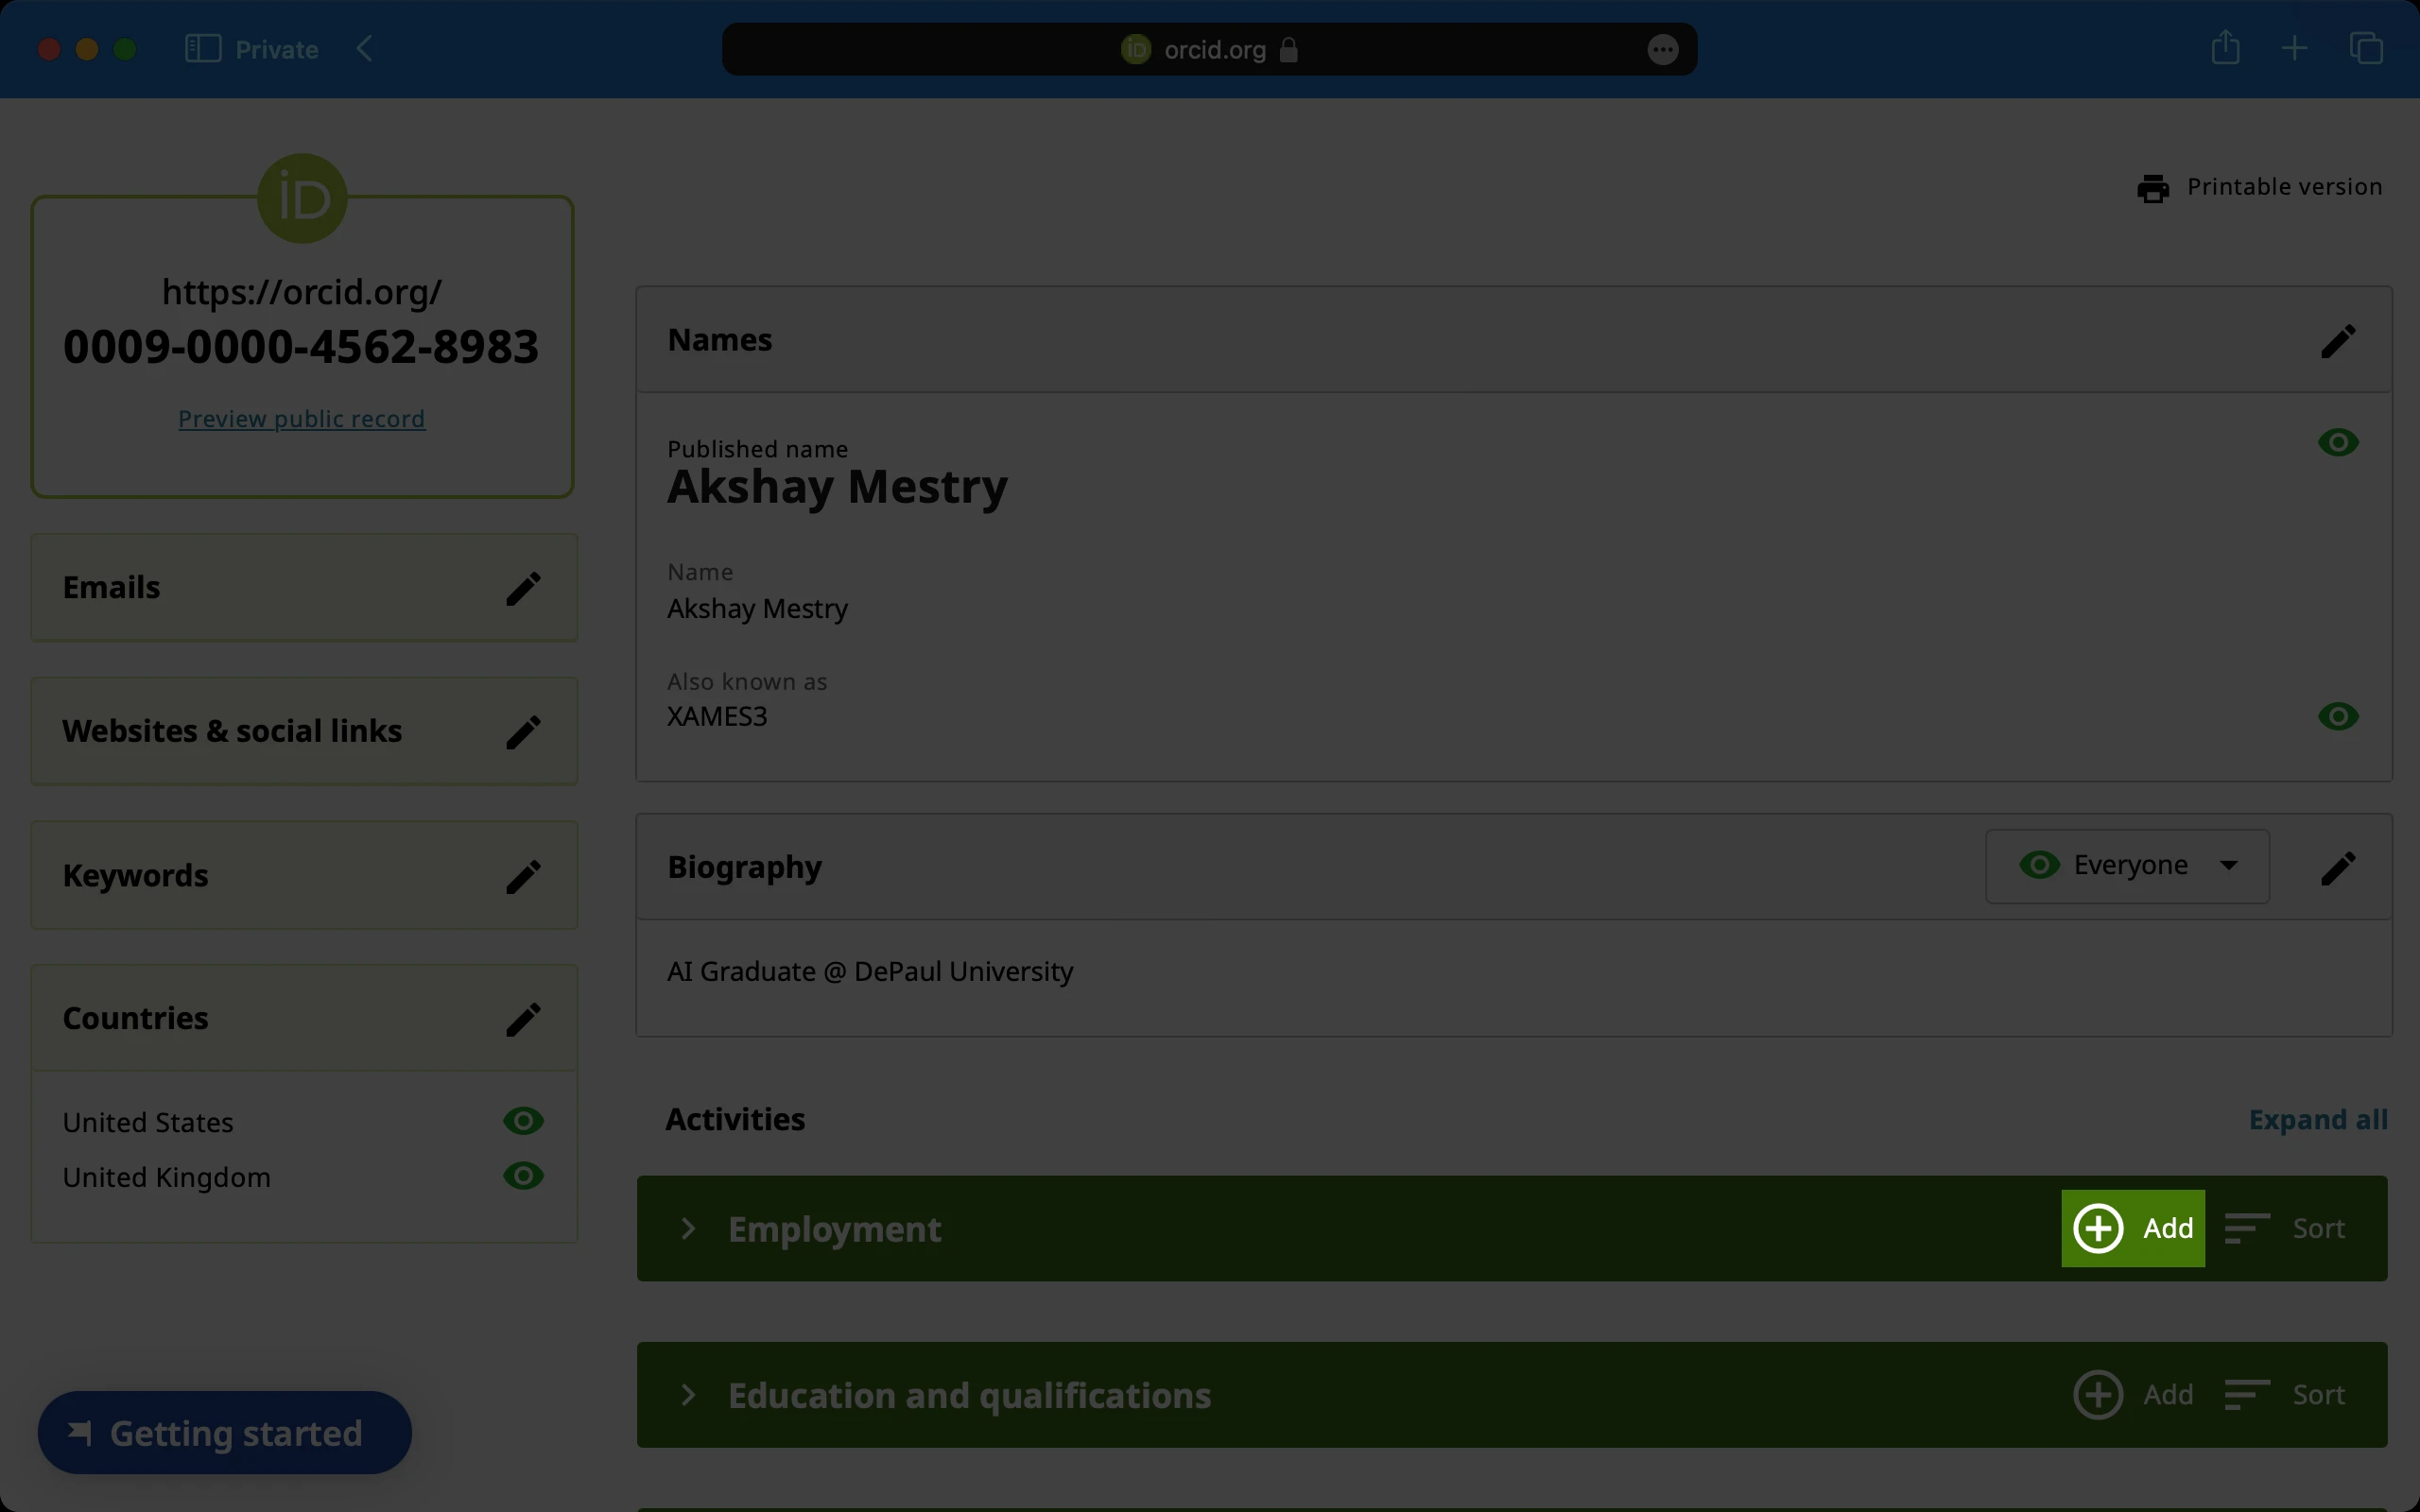 Private
iD orcid.org
iD
https://orcid.org/
0009-0000-4562-8983
Preview public record
Emails
Websites & social links
Keywords
Countries
United States
United Kingdom
Getting started
Printable version
Names
Published name
Akshay Mestry
Name
Akshay Mestry
Also known as
XAMES3
Biography
Everyone
AI Graduate @ DePaul University
Activities
Expand all
Employment
Add Sort
Education and qualifications
Add Sort